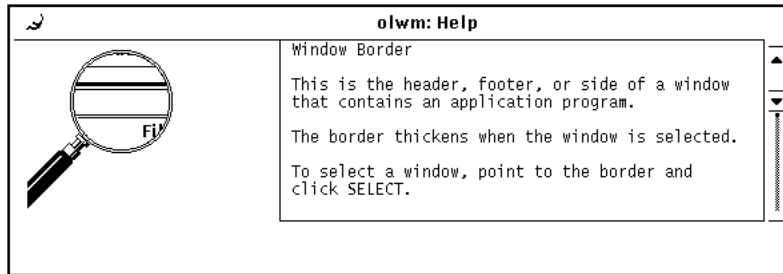 olwm: Help
Window Border
This is the header, footer, or side of a window
that contains an application program.
The border thickens when the window is selected.
To select a window, point to the border and
click SELECT.